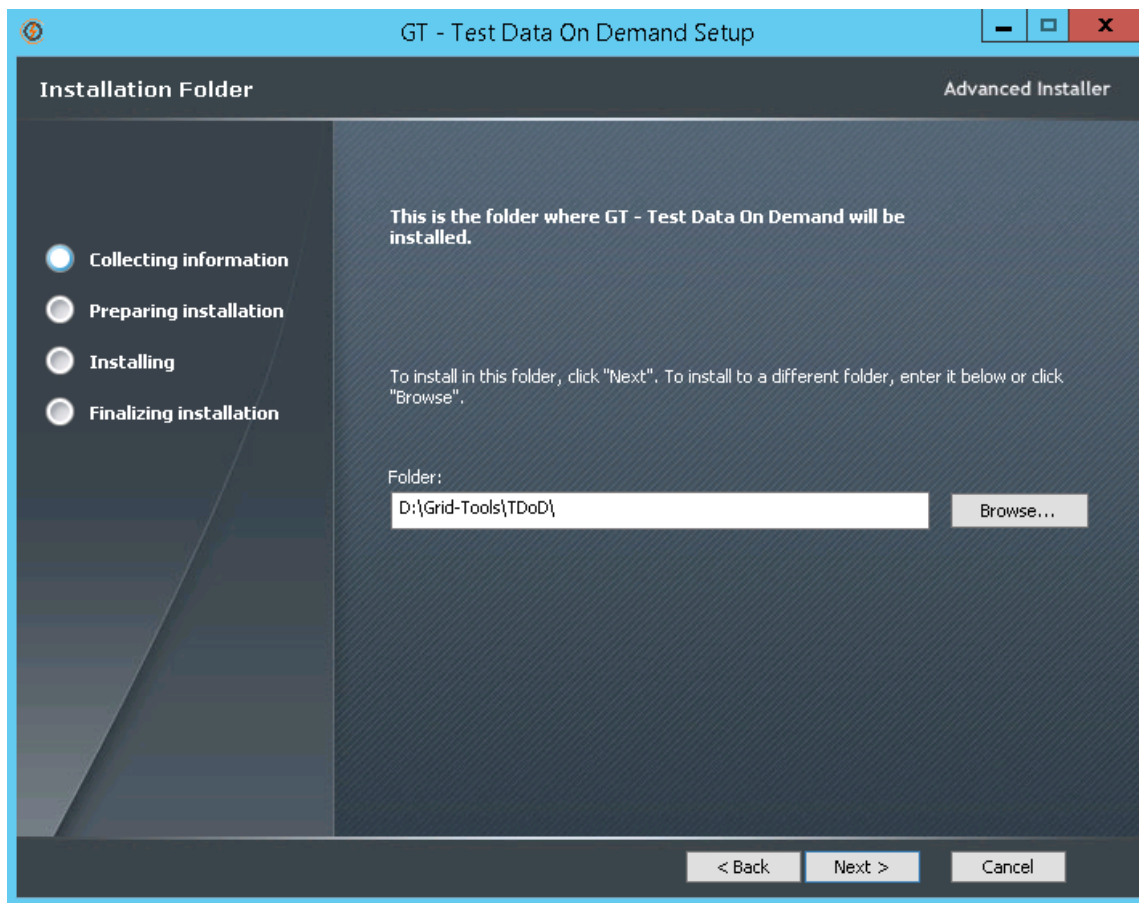 GT - Test Data On Demand Setup
Installation Folder
Advanced Installer
Collecting information
Preparing installation
Installing
Finalizing installation
This is the folder where GT - Test Data On Demand will be
installed.
To install in this folder, click "Next". To install to a different folder, enter it below or click
"Browse".
Folder:
D:\Grid-Tools\TDoD\
Browse...
< Back
Next >
Cancel